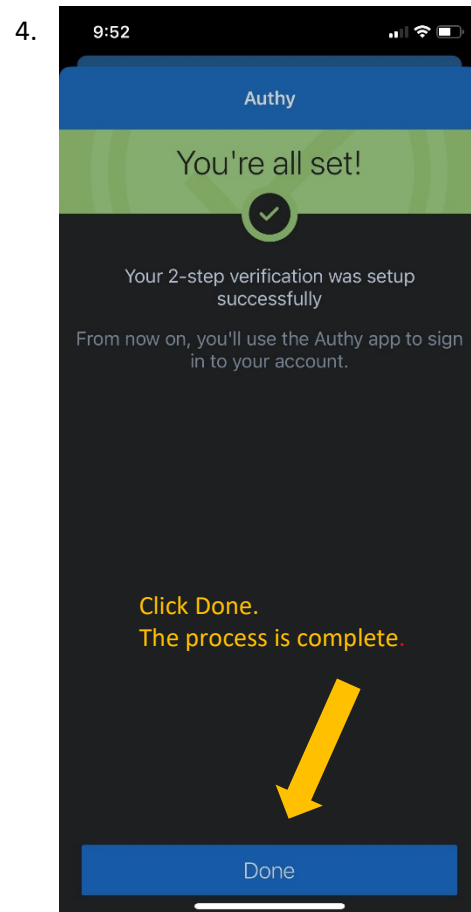 4.
9:52
Authy
You're all set!
Your 2-step verification was setup
successfully
From now on, you'll use the Authy app to sign
in to your account.
Click Done.
The process is complete.
Done